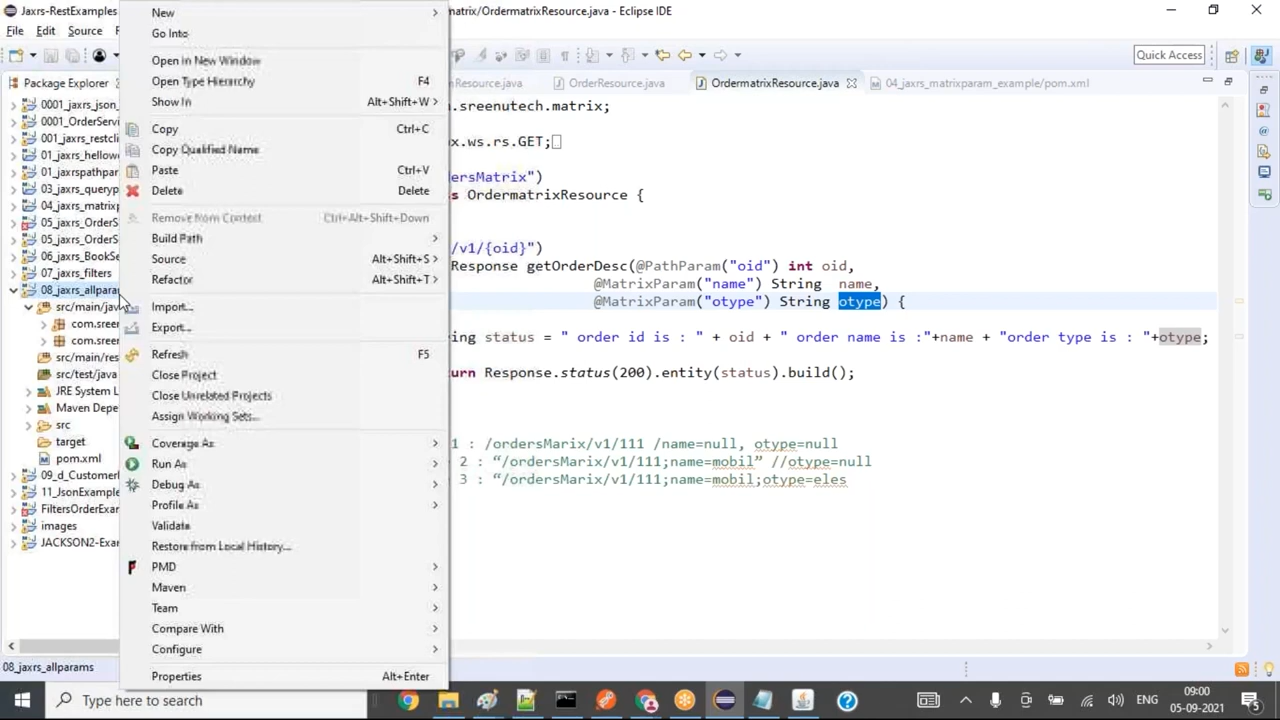 Jaxrs-RestExamples
matrix/OrdermatrixResource.java - Eclipse IDE
File Edit Source
Quick Access
Package Explorer
0001_jaxrs_json_
0001_OrderServi
001_jaxrs_restcli
01_jaxrs_hellowo
01_jaxrspathpar
03_jaxrs_queryp
04_jaxrs_matrixp
05_jaxrs_OrderS
05_jaxrs_OrderS
06_jaxrs_BookSe
07_jaxrs_filters
08_jaxrs_allparam
src/main/java
com.sreen
com.sreen
src/main/res
src/test/java
JRE System L
Maven Depe
src
target
pom.xml
09_d_Customerl
11_JsonExample
FiltersOrderExar
images
JACKSON2-Exar
New
Go Into
Open in New Window
Open Type Hierarchy F4
Show In Alt+Shift+W
Copy Ctrl+C
Copy Qualified Name
Paste Ctrl+V
Delete Delete
Remove from Context Ctrl+Alt+Shift+Down
Build Path
Source Alt+Shift+S
Refactor Alt+Shift+T
Import...
Export...
Refresh F5
Close Project
Close Unrelated Projects
Assign Working Sets...
Coverage As
Run As
Debug As
Profile As
Validate
Restore from Local History...
PMD
Maven
Team
Compare With
Configure
Properties Alt+Enter
Resource.java OrderResource.java OrdermatrixResource.java 04_jaxrs_matrixparam_example/pom.xml
.sreenutech.matrix;
x.ws.rs.GET;
ersMatrix")
s OrdermatrixResource {
/v1/{oid}")
Response getOrderDesc(@PathParam("oid") int oid,
@MatrixParam("name") String name,
@MatrixParam("otype") String otype) {
ing status = " order id is : " + oid + " order name is :"+name + "order type is : "+otype;
urn Response.status(200).entity(status).build();
1 : /ordersMarix/v1/111 /name=null, otype=null
2 : “/ordersMarix/v1/111;name=mobil” //otype=null
3 : “/ordersMarix/v1/111;name=mobil;otype=eles
08_jaxrs_allparams
Type here to search
ENG
09:00
05-09-2021
5